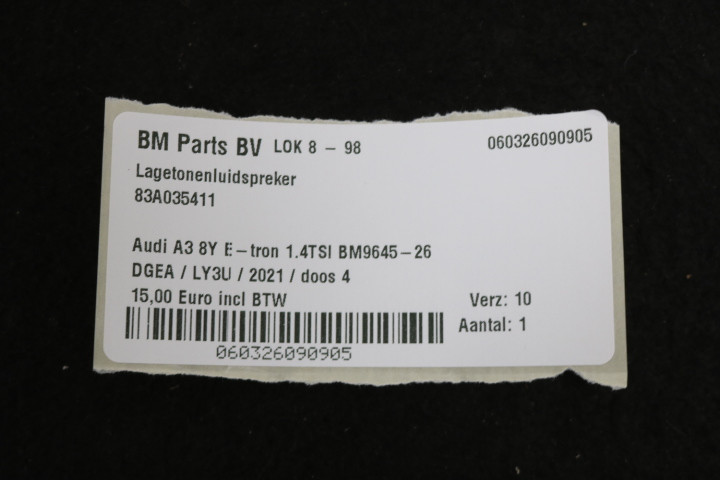 BM Parts BV LOK 8 - 98 060326090905
Lagetonenluidspreker
83A035411
Audi A3 8Y E-tron 1.4TSI BM9645-26
DGEA / LY3U / 2021 / doos 4
15,00 Euro incl BTW Verz: 10
Aantal: 1
060326090905